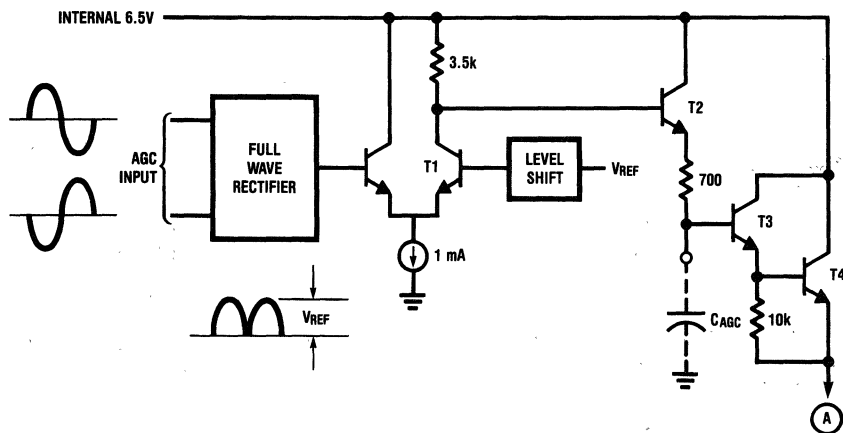 INTERNAL 6.5V
3.5k
T2
AGC
INPUT
FULL
WAVE
RECTIFIER
T1
LEVEL
SHIFT
VREF
700
T3
1 mA
T4
VREF
CAGC
10k
A